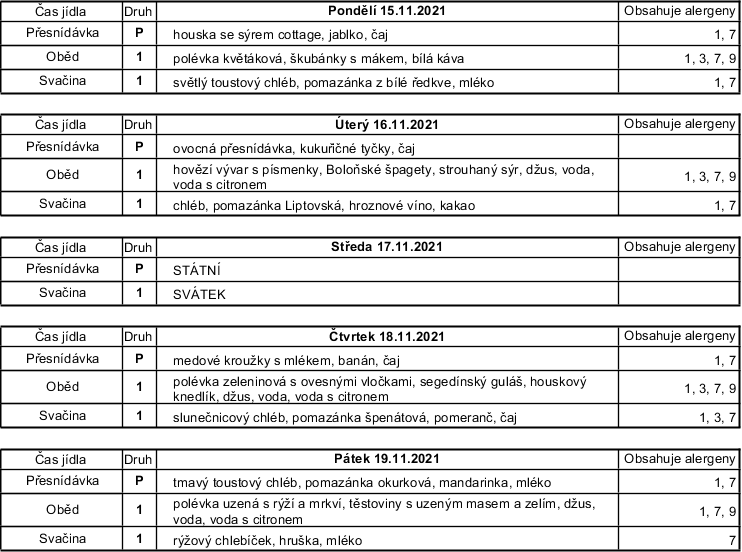 Čas jídla Druh Pondělí 15.11.2021 Obsahuje alergeny
Přesnídávka P houska se sýrem cottage, jablko, čaj 1, 7
Oběd 1 polévka květáková, škubánky s mákem, bílá káva 1, 3, 7, 9
Svačina 1 světlý toustový chléb, pomazánka z bílé ředkve, mléko 1, 7
Čas jídla Druh Úterý 16.11.2021 Obsahuje alergeny
Přesnídávka P ovocná přesnídávka, kukuřičné tyčky, čaj
Oběd 1 hovězí vývar s písmenky, Boloňské špagety, strouhaný sýr, džus, voda, 1, 3, 7, 9
voda s citronem
Svačina 1 chléb, pomazánka Liptovská, hroznové víno, kakao 1, 7
Čas jídla Druh Středa 17.11.2021 Obsahuje alergeny
Přesnídávka P STÁTNÍ
Svačina 1 SVÁTEK
Čas jídla Druh Čtvrtek 18.11.2021 Obsahuje alergeny
Přesnídávka P medové kroužky s mlékem, banán, čaj 1, 7
Oběd 1 polévka zeleninová s ovesnými vločkami, segedínský guláš, houskový 1, 3, 7, 9
knedlík, džus, voda, voda s citronem
Svačina 1 slunečnicový chléb, pomazánka špenátová, pomeranč, čaj 1, 3, 7
Čas jídla Druh Pátek 19.11.2021 Obsahuje alergeny
Přesnídávka P tmavý toustový chléb, pomazánka okurková, mandarinka, mléko 1, 7
Oběd 1 polévka uzená s rýží a mrkví, těstoviny s uzeným masem a zelím, džus, 1, 7, 9
voda, voda s citronem
Svačina 1 rýžový chlebíček, hruška, mléko 7